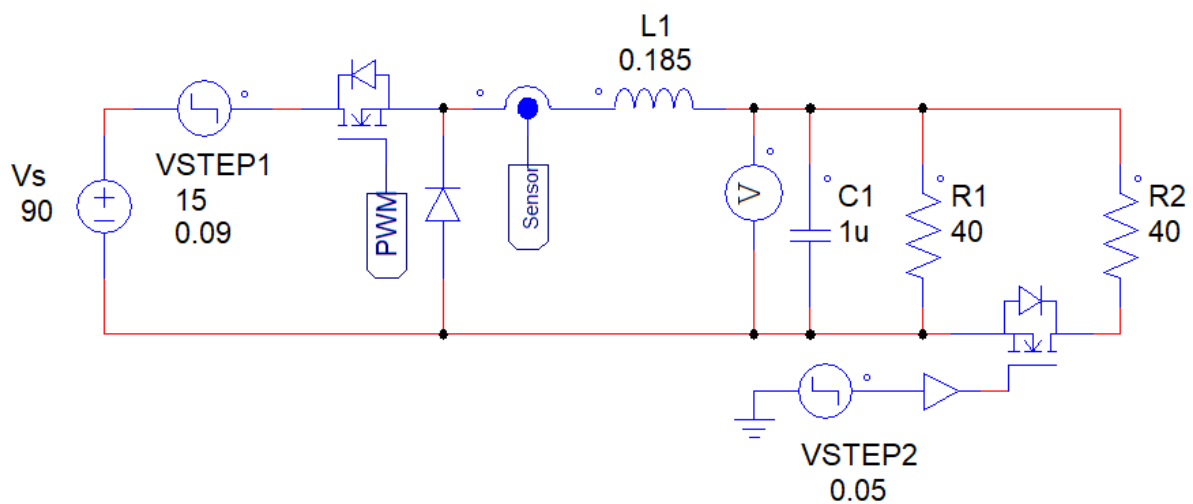 L1
0.185
VSTEP1
15
0.09
Vs
90
PWM
Sensor
V
C1
1u
R1
40
R2
40
VSTEP2
0.05